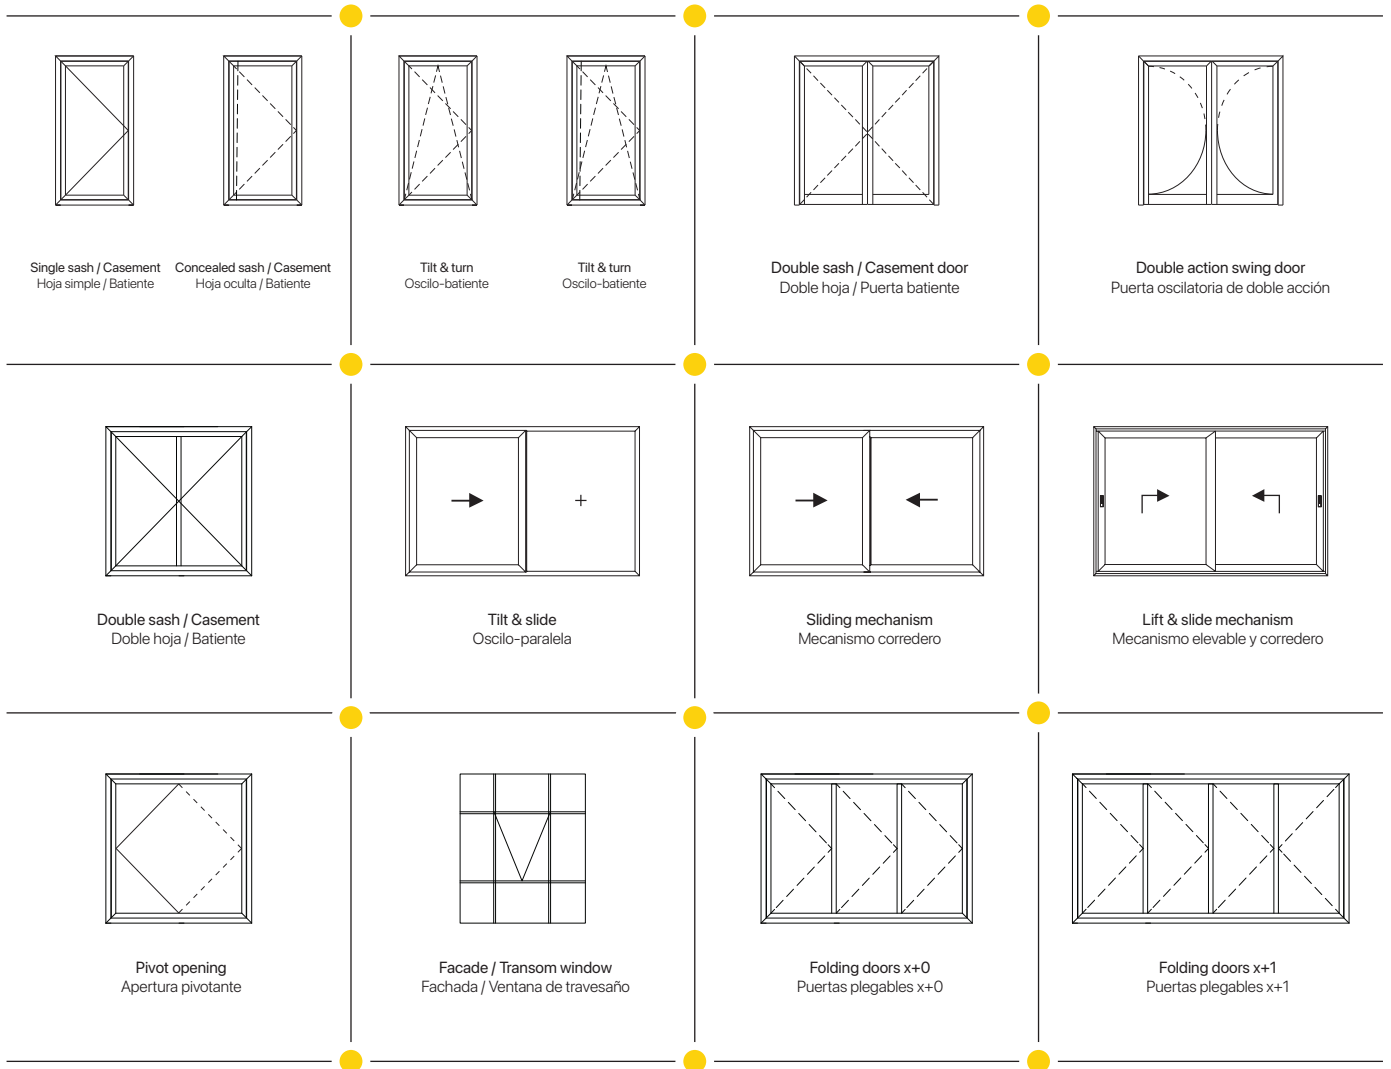 Single sash / Casement
Hoja simple / Batiente
Concealed sash / Casement
Hoja oculta / Batiente
Tilt & turn
Oscilo-batiente
Tilt & turn
Oscilo-batiente
Double sash / Casement door
Doble hoja / Puerta batiente
Double action swing door
Puerta oscilatoria de doble acción
Double sash / Casement
Doble hoja / Batiente
Tilt & slide
Oscilo-paralela
Sliding mechanism
Mecanismo corredero
Lift & slide mechanism
Mecanismo elevable y corredero
Pivot opening
Apertura pivotante
Facade / Transom window
Fachada / Ventana de travesaño
Folding doors x+0
Puertas plegables x+0
Folding doors x+1
Puertas plegables x+1